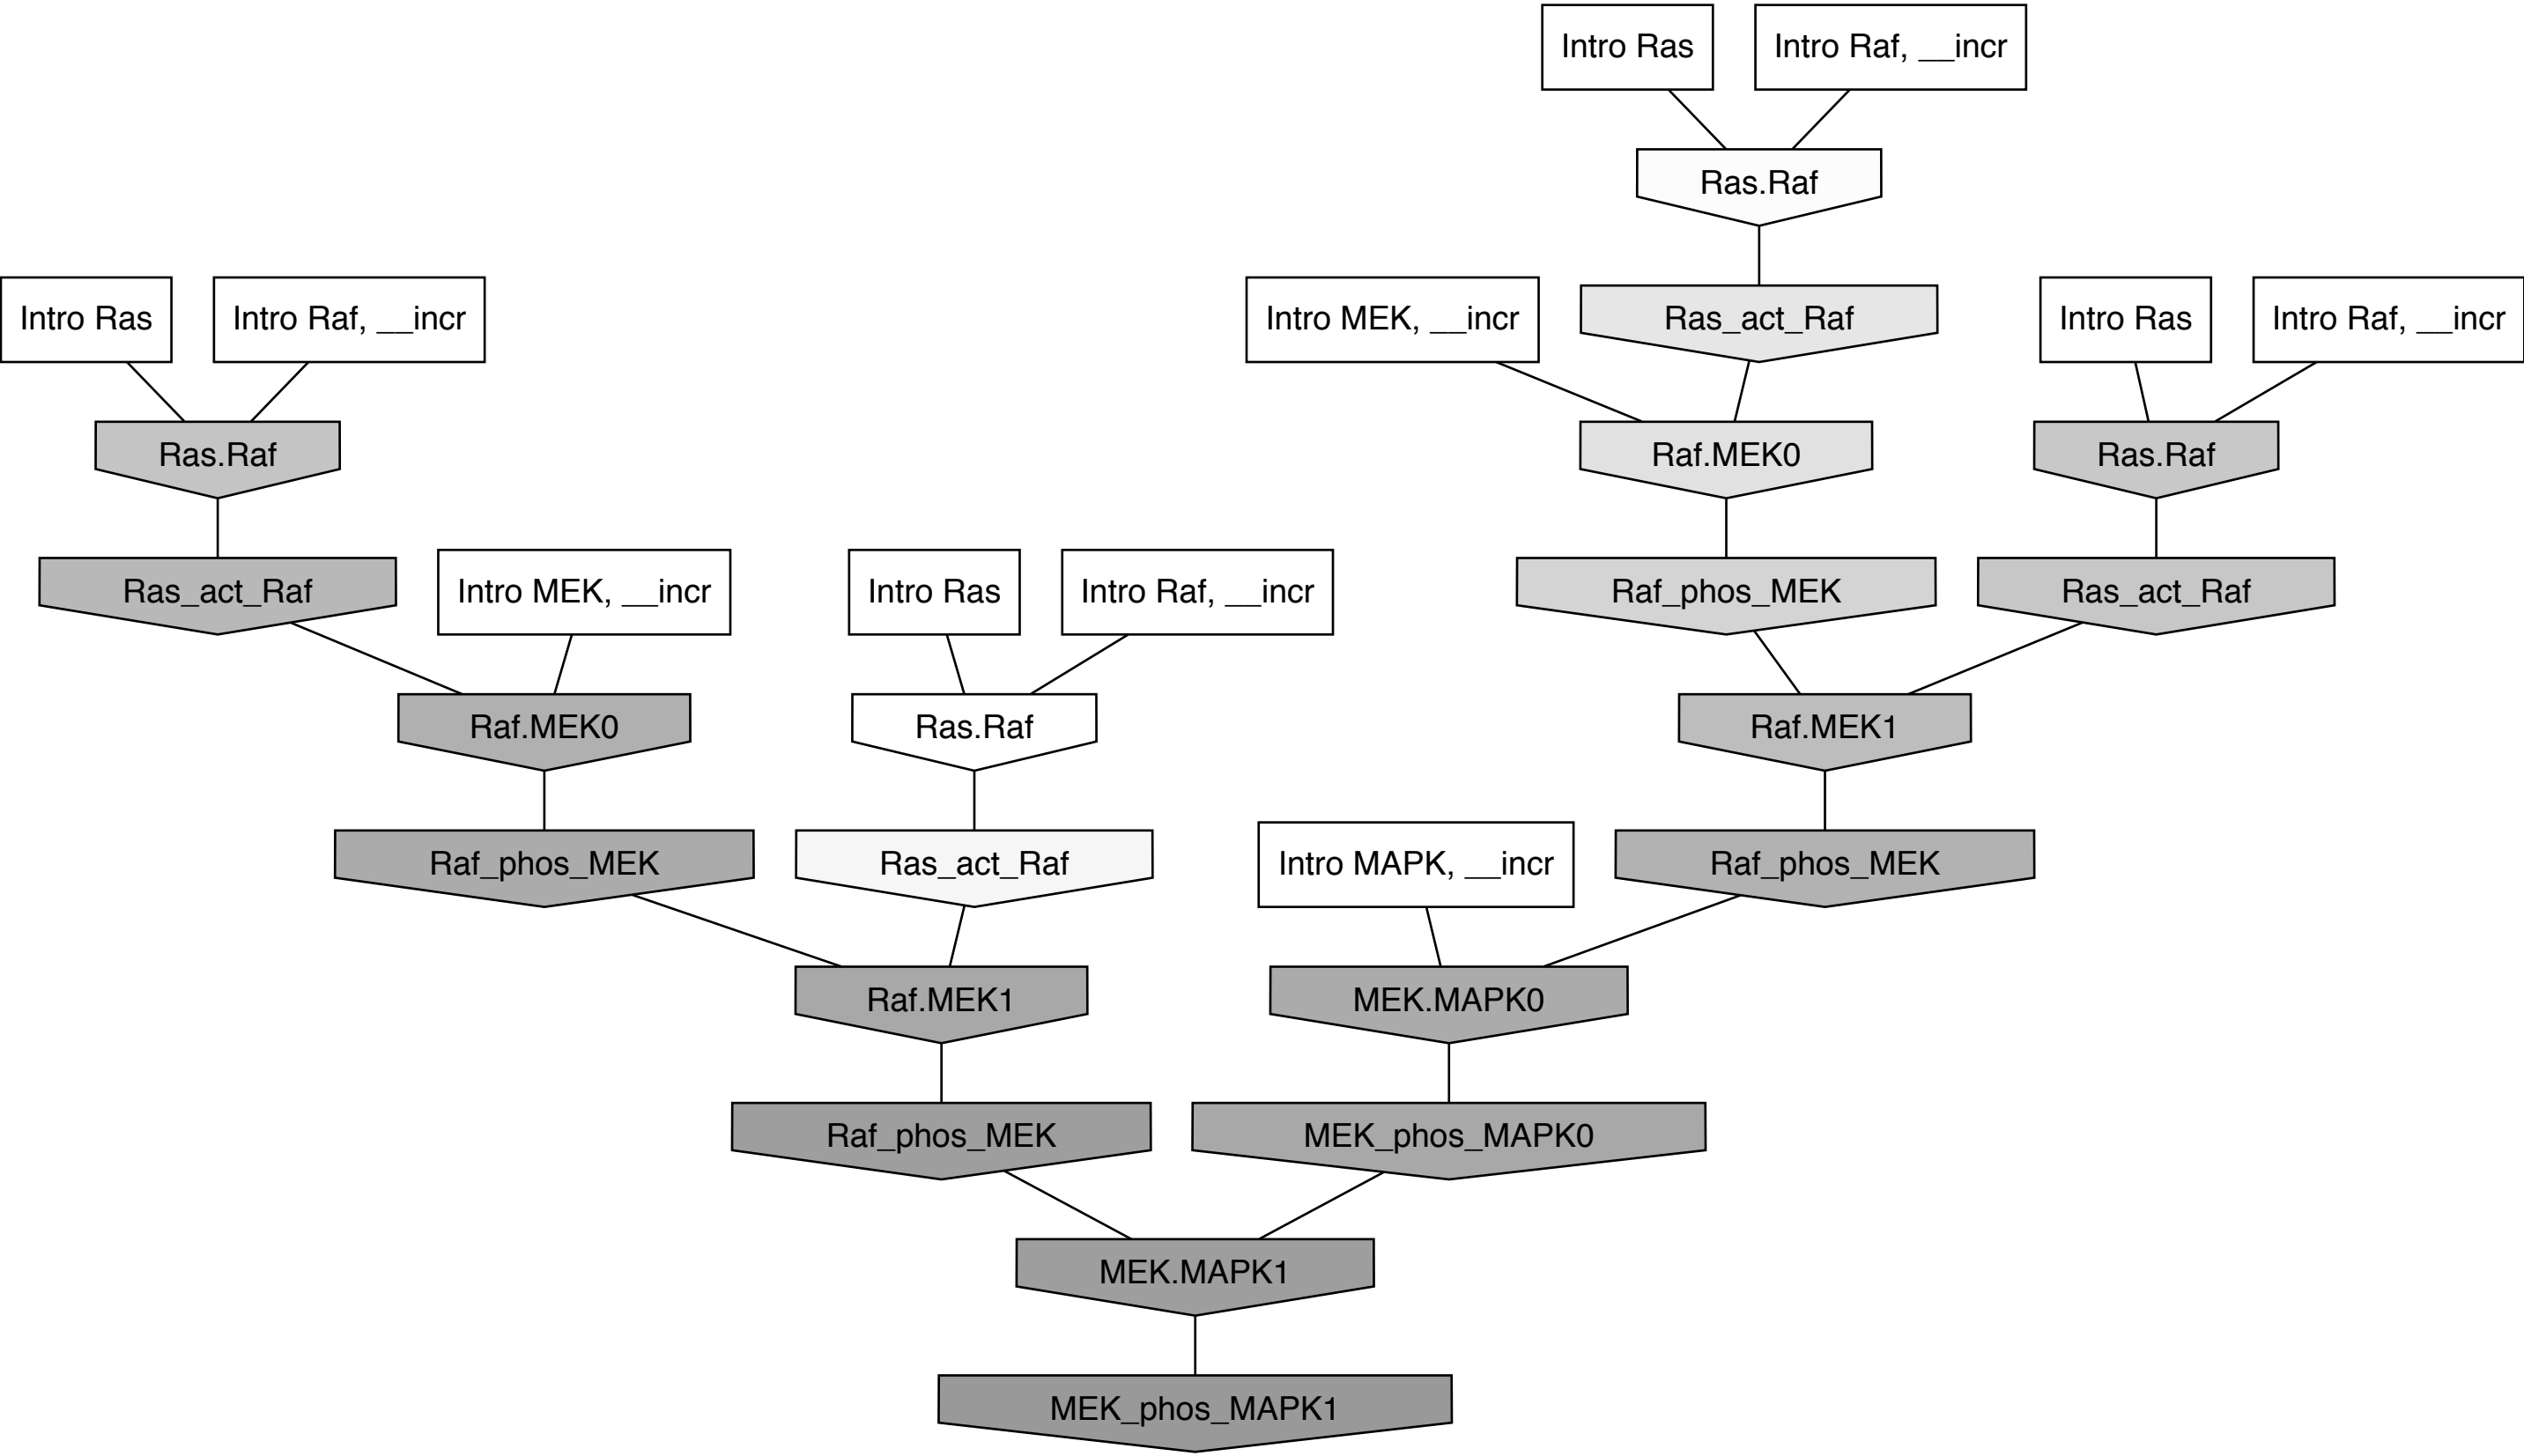 Intro Ras
Intro Raf, __incr
Ras.Raf
Intro Ras
Intro Raf, __incr
Intro MEK, __incr
Ras_act_Raf
Intro Ras
Intro Raf, __incr
Ras.Raf
Raf.MEK0
Ras.Raf
Ras_act_Raf
Intro MEK, __incr
Intro Ras
Intro Raf, __incr
Raf_phos_MEK
Ras_act_Raf
Raf.MEK0
Ras.Raf
Raf.MEK1
Raf_phos_MEK
Ras_act_Raf
Intro MAPK, __incr
Raf_phos_MEK
Raf.MEK1
MEK.MAPK0
Raf_phos_MEK
MEK_phos_MAPK0
MEK.MAPK1
MEK_phos_MAPK1